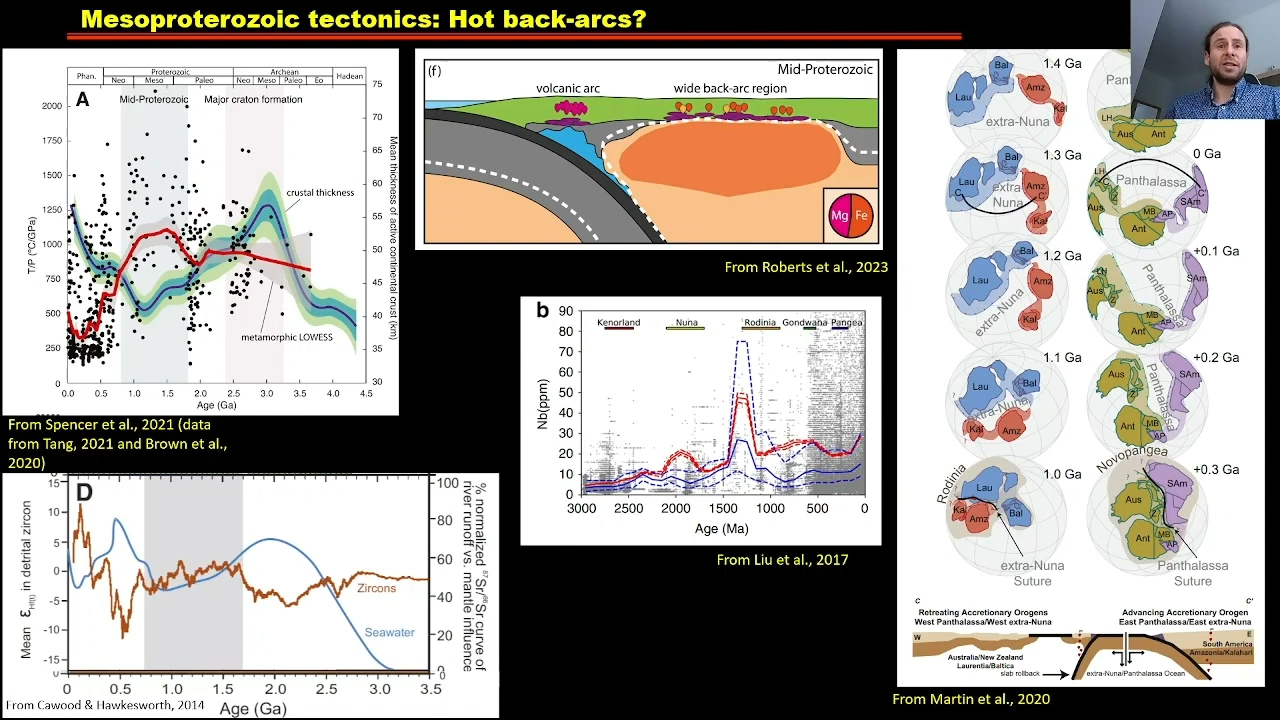 Mesoproterozoic tectonics: Hot back-arcs?
Phan.
Proterozoic
Archean
Hadean
Neo
Meso
Paleo
Neo
Meso
Paleo
Eo
A
Mid-Proterozoic
Major craton formation
crustal thickness
metamorphic LOWESS
2000
1750
1500
1250
1000
750
500
250
0
T/P (°C/GPa)
75
70
65
60
55
50
45
40
35
30
Mean thickness of active continental crust (km)
0.0 0.5 1.0 1.5 2.0 2.5 3.0 3.5 4.0 4.5
Age (Ga)
From Spencer et al., 2021 (data
from Tang, 2021 and Brown et al.,
2020)
(f)
Mid-Proterozoic
volcanic arc
wide back-arc region
Mg
Fe
From Roberts et al., 2023
b
90
80
70
60
50
40
30
20
10
0
Nb(ppm)
Kenorland
Nuna
Rodinia
Gondwana
Pangea
3000 2500 2000 1500 1000 500 0
Age (Ma)
From Liu et al., 2017
D
15
10
5
0
-5
-10
-15
Mean εHf(t) in detrital zircon
Zircons
Seawater
100
80
60
40
20
0
% normalized 87Sr/86Sr curve of
river runoff vs. mantle influence
0 0.5 1.0 1.5 2.0 2.5 3.0 3.5
Age (Ga)
From Cawood & Hawkesworth, 2014
1.4 Ga
Bal
Lau
Amz
Kal
extra-Nuna
Aus
Ant
LH
1.3 Ga
Bal
Lau
Amz
Kal
C
C'
extra
Nuna
0 Ga
LH
C
Panthalassa
C'
Aus
Z
Ant
MB
AP
SAm
1.2 Ga
Bal
Lau
Amz
Kal
extra-Nuna
+0.1 Ga
LH
Aus
Z
Panthalassa
SAm
MB
AP
Ant
1.1 Ga
Lau
Bal
extra-Nuna
Kal
Amz
+0.2 Ga
Aus
Z
Panthalassa
SAm
Ant
MB
AP
1.0 Ga
Rodinia
Lau
Ka
Amz
Bal
extra-Nuna
Suture
+0.3 Ga
Novopangea
Aus
SAm
Ant
MB
AP
Panthalassa
Suture
C
C'
Retreating Accretionary Orogens
West Panthalassa/West extra-Nuna
Advancing Accretionary Orogen
East Panthalassa/East extra-Nuna
W
E
Australia/New Zealand
Laurentia/Baltica
South America
Amazonia/Kalahari
slab rollback
extra-Nuna/Panthalassa Ocean
From Martin et al., 2020